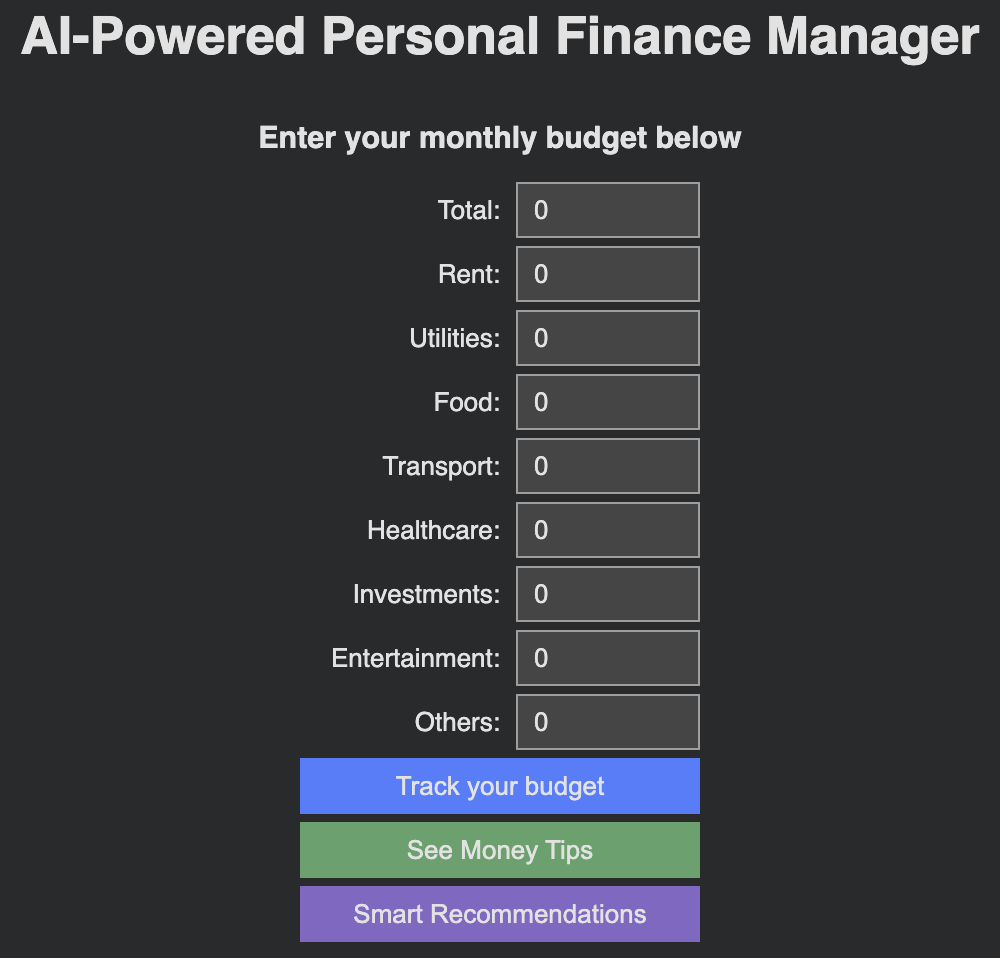 AI-Powered Personal Finance Manager
Enter your monthly budget below
Total: 0
Rent: 0
Utilities: 0
Food: 0
Transport: 0
Healthcare: 0
Investments: 0
Entertainment: 0
Others: 0
Track your budget
See Money Tips
Smart Recommendations